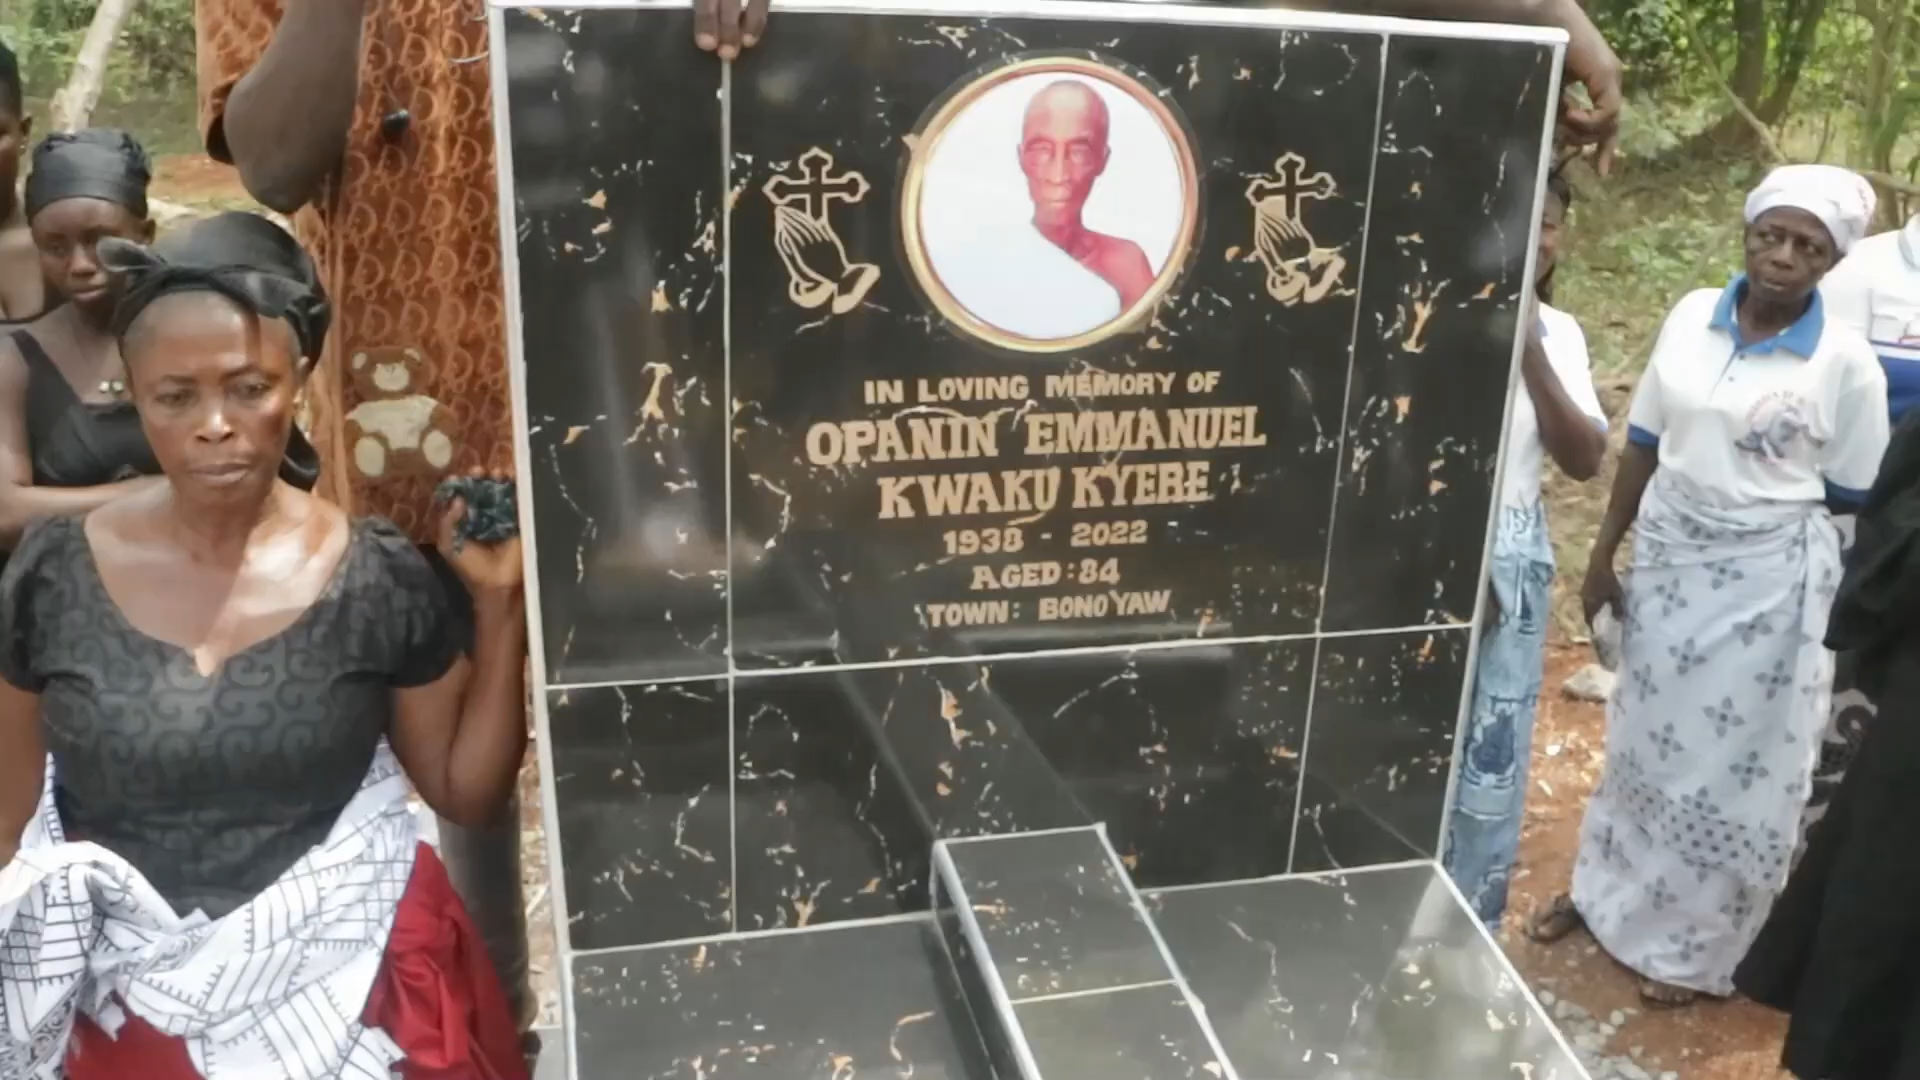 IN LOVING MEMORY OF
OPANIN EMMANUEL
KWAKU KYERE
1938 - 2022
AGED: 84
TOWN: BONO YAW